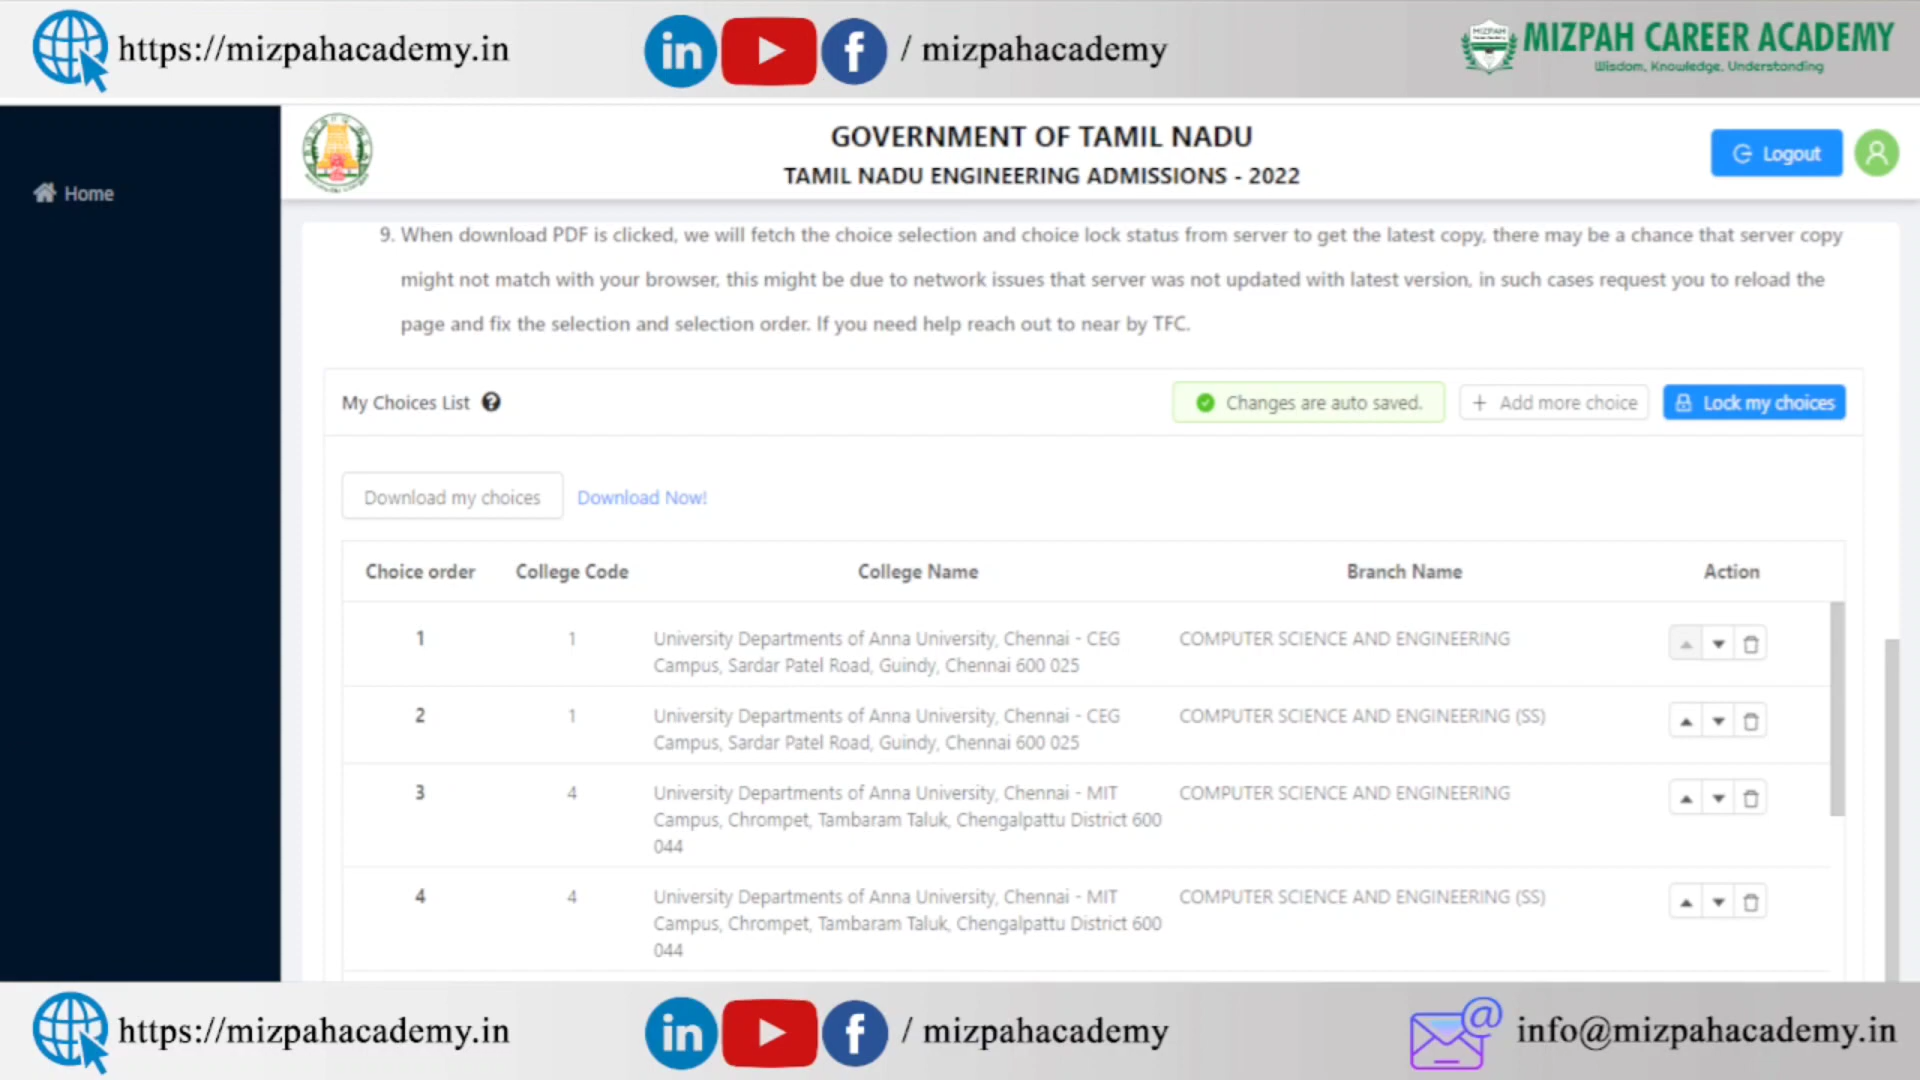 https://mizpahacademy.in
in
f
/ mizpahacademy
MIZPAH
MIZPAH CAREER ACADEMY
Wisdom, Knowledge, Understanding
Home
GOVERNMENT OF TAMIL NADU
TAMIL NADU ENGINEERING ADMISSIONS - 2022
Logout
9. When download PDF is clicked, we will fetch the choice selection and choice lock status from server to get the latest copy, there may be a chance that server copy
might not match with your browser, this might be due to network issues that server was not updated with latest version, in such cases request you to reload the
page and fix the selection and selection order. If you need help reach out to near by TFC.
My Choices List ?
Changes are auto saved.
+ Add more choice
Lock my choices
Download my choices
Download Now!
Choice order College Code College Name Branch Name Action
1 1 University Departments of Anna University, Chennai - CEG COMPUTER SCIENCE AND ENGINEERING
Campus, Sardar Patel Road, Guindy, Chennai 600 025
2 1 University Departments of Anna University, Chennai - CEG COMPUTER SCIENCE AND ENGINEERING (SS)
Campus, Sardar Patel Road, Guindy, Chennai 600 025
3 4 University Departments of Anna University, Chennai - MIT COMPUTER SCIENCE AND ENGINEERING
Campus, Chrompet, Tambaram Taluk, Chengalpattu District 600
044
4 4 University Departments of Anna University, Chennai - MIT COMPUTER SCIENCE AND ENGINEERING (SS)
Campus, Chrompet, Tambaram Taluk, Chengalpattu District 600
044
https://mizpahacademy.in
in
f
/ mizpahacademy
@
info@mizpahacademy.in